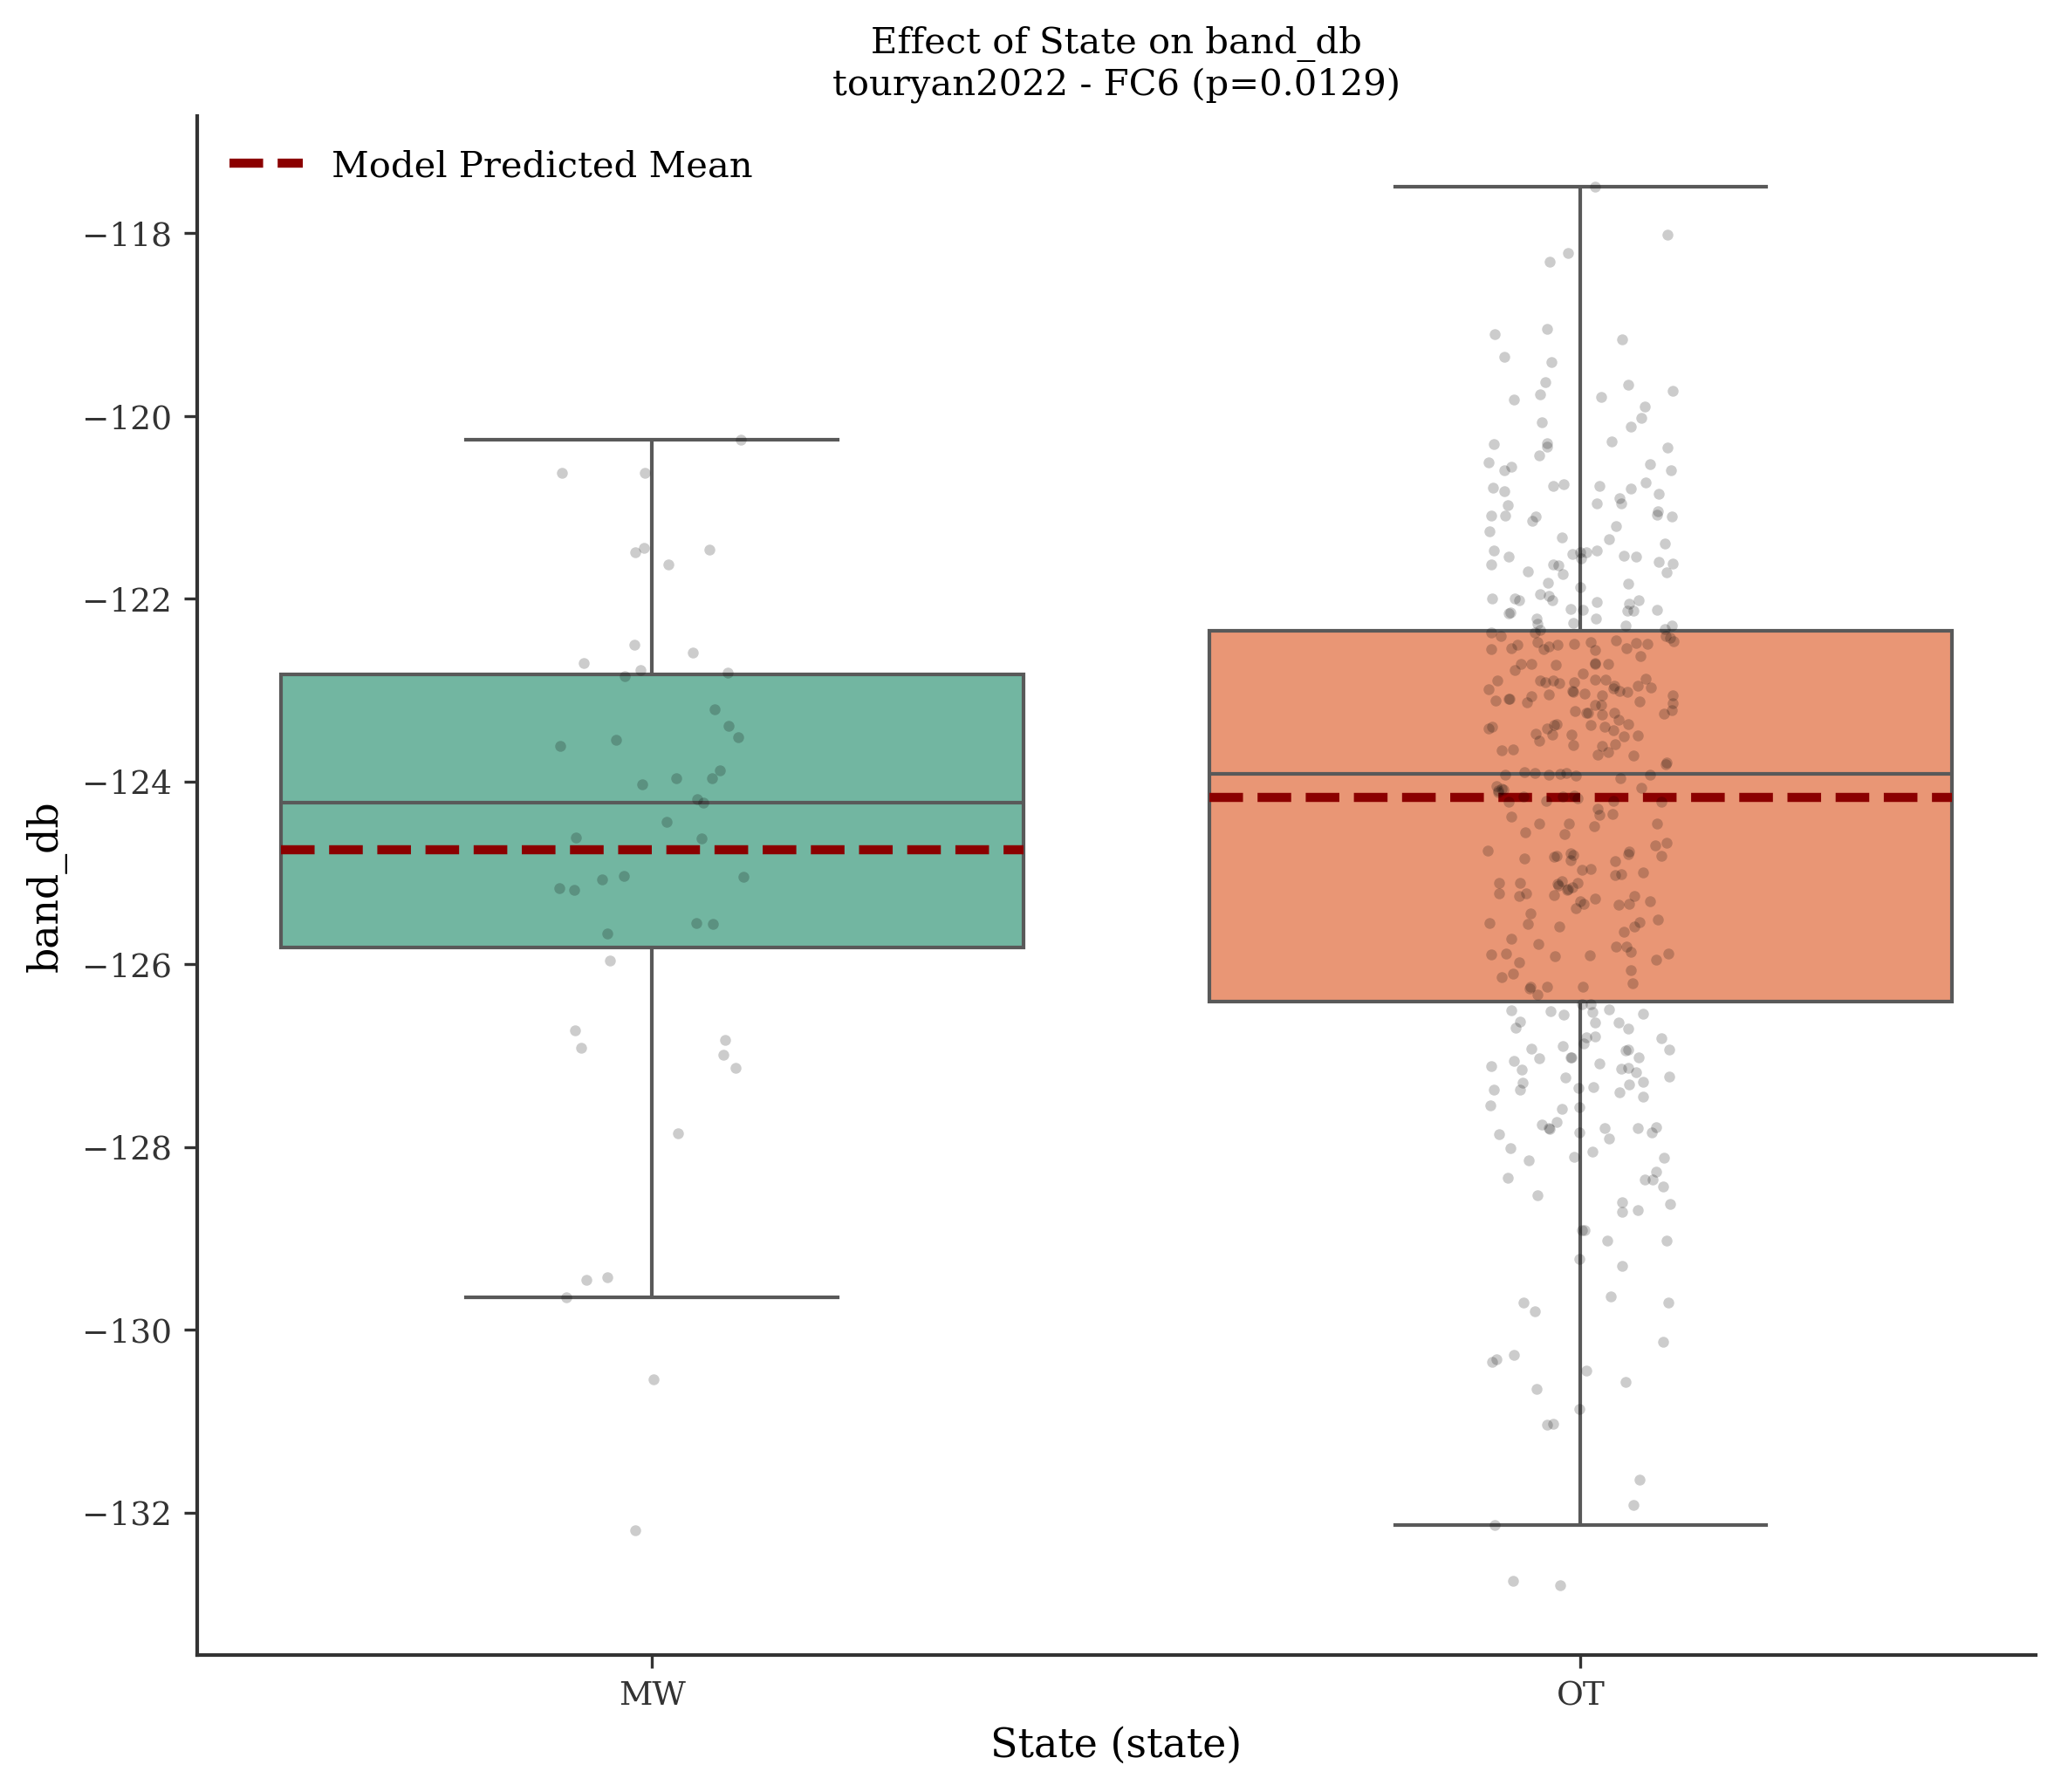 Effect of State on band_db
touryan2022 - FC6 (p=0.0129)
Model Predicted Mean
−118
−120
−122
−124
−126
−128
−130
−132
band_db
MW
OT
State (state)